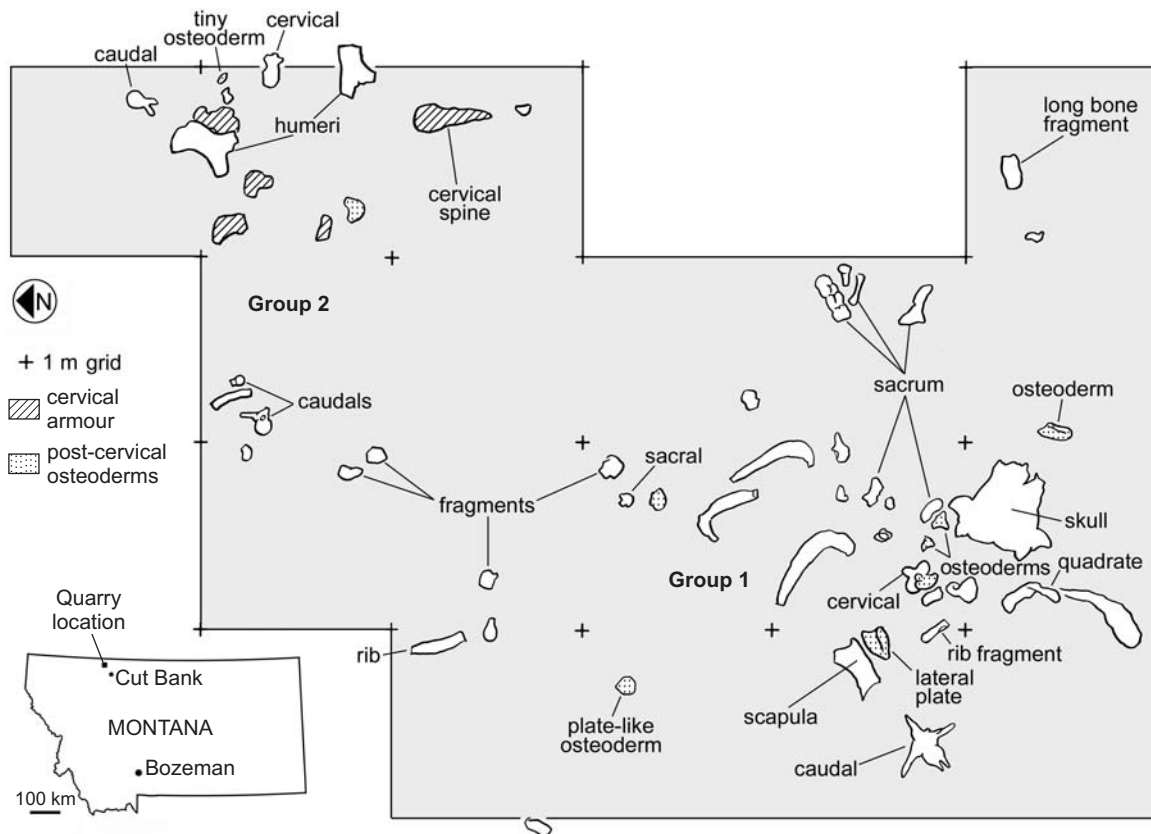 tiny
osteoderm
cervical
caudal
humeri
cervical
spine
long bone
fragment
N
Group 2
+ 1 m grid
cervical
armour
post-cervical
osteoderms
caudals
fragments
sacral
sacrum
osteoderm
skull
Group 1
osteoderms
quadrate
cervical
rib
rib fragment
lateral
plate
scapula
plate-like
osteoderm
caudal
Quarry
location
Cut Bank
MONTANA
Bozeman
100 km